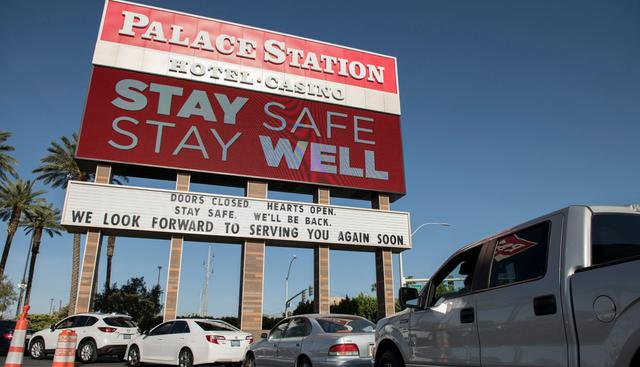 PALACE STATION
HOTEL · CASINO
STAY SAFE
STAY WELL
DOORS CLOSED. HEARTS OPEN.
STAY SAFE. WE'LL BE BACK.
WE LOOK FORWARD TO SERVING YOU AGAIN SOON